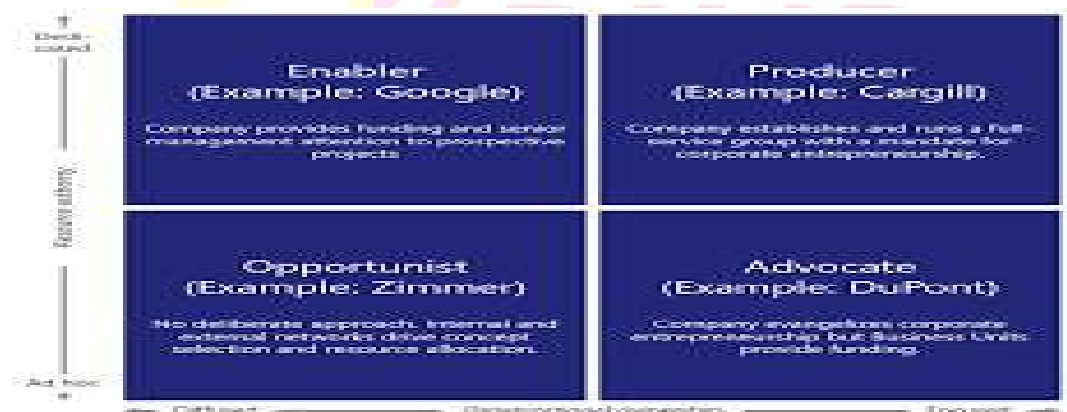 Dedi-
cated
Enabler
(Example: Google)
Company provides funding and senior
management attention to prospective
projects
Producer
(Example: Cargill)
Company establishes and runs a full-
service group with a mandate for
corporate entrepreneurship.
Resource authority
Opportunist
(Example: Zimmer)
No deliberate approach. Internal and
external networks drive concept
selection and resource allocation.
Advocate
(Example: DuPont)
Company evangelizes corporate
entrepreneurship but Business Units
provide funding.
Ad hoc